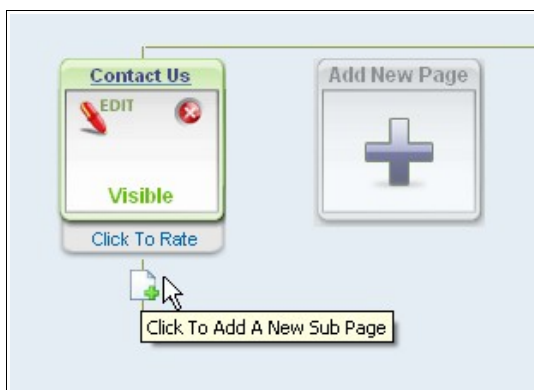 Contact Us
Add New Page
EDIT
Visible
Click To Rate
Click To Add A New Sub Page